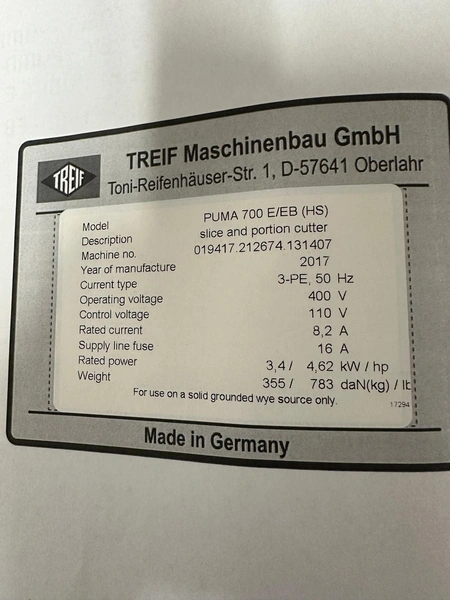 TREIF
TREIF Maschinenbau GmbH
Toni-Reifenhäuser-Str. 1, D-57641 Oberlahr
Model PUMA 700 E/EB (HS)
Description slice and portion cutter
Machine no. 019417.212674.131407
Year of manufacture 2017
Current type 3-PE, 50 Hz
Operating voltage 400 V
Control voltage 110 V
Rated current 8,2 A
Supply line fuse 16 A
Rated power 3,4 / 4,62 kW / hp
Weight 355 / 783 daN(kg) / lb
For use on a solid grounded wye source only.
17294
Made in Germany